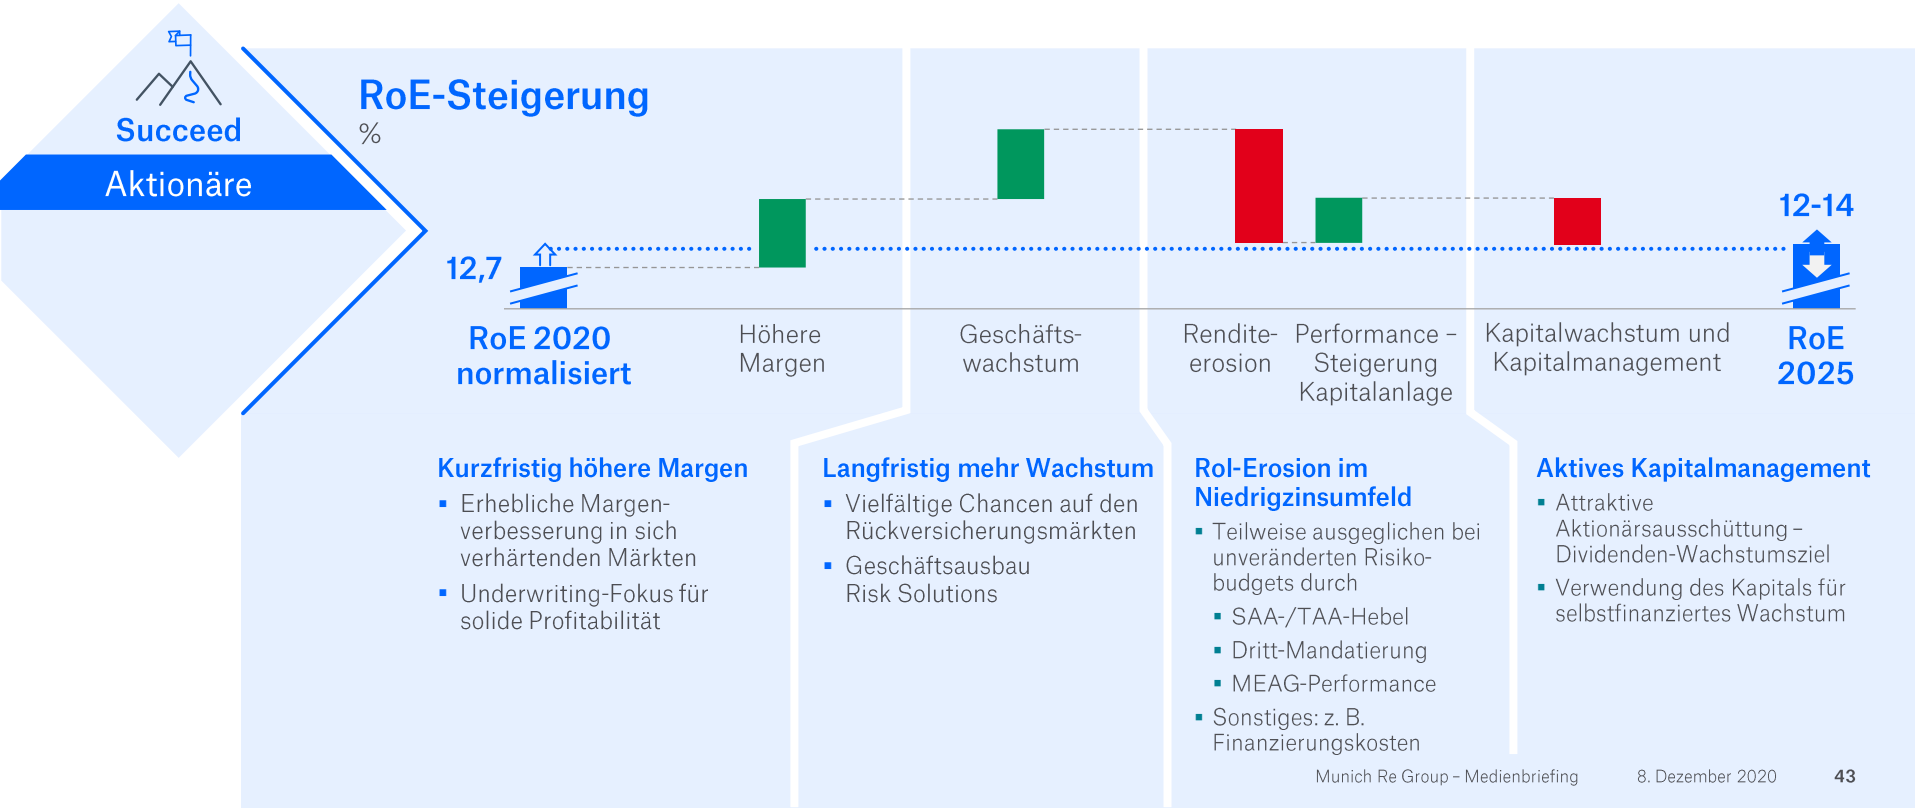 Succeed
Aktionäre
RoE-Steigerung
%
12,7
12-14
RoE 2020
normalisiert
Höhere
Margen
Geschäfts-
wachstum
Rendite-
erosion
Performance –
Steigerung
Kapitalanlage
Kapitalwachstum und
Kapitalmanagement
RoE
2025
Kurzfristig höhere Margen
▪ Erhebliche Margen-
verbesserung in sich
verhärtenden Märkten
▪ Underwriting-Fokus für
solide Profitabilität
Langfristig mehr Wachstum
▪ Vielfältige Chancen auf den
Rückversicherungsmärkten
▪ Geschäftsausbau
Risk Solutions
RoI-Erosion im
Niedrigzinsumfeld
▪ Teilweise ausgeglichen bei
unveränderten Risiko-
budgets durch
▪ SAA-/TAA-Hebel
▪ Dritt-Mandatierung
▪ MEAG-Performance
▪ Sonstiges: z. B.
Finanzierungskosten
Aktives Kapitalmanagement
▪ Attraktive
Aktionärsausschüttung –
Dividenden-Wachstumsziel
▪ Verwendung des Kapitals für
selbstfinanziertes Wachstum
Munich Re Group – Medienbriefing 8. Dezember 2020 43